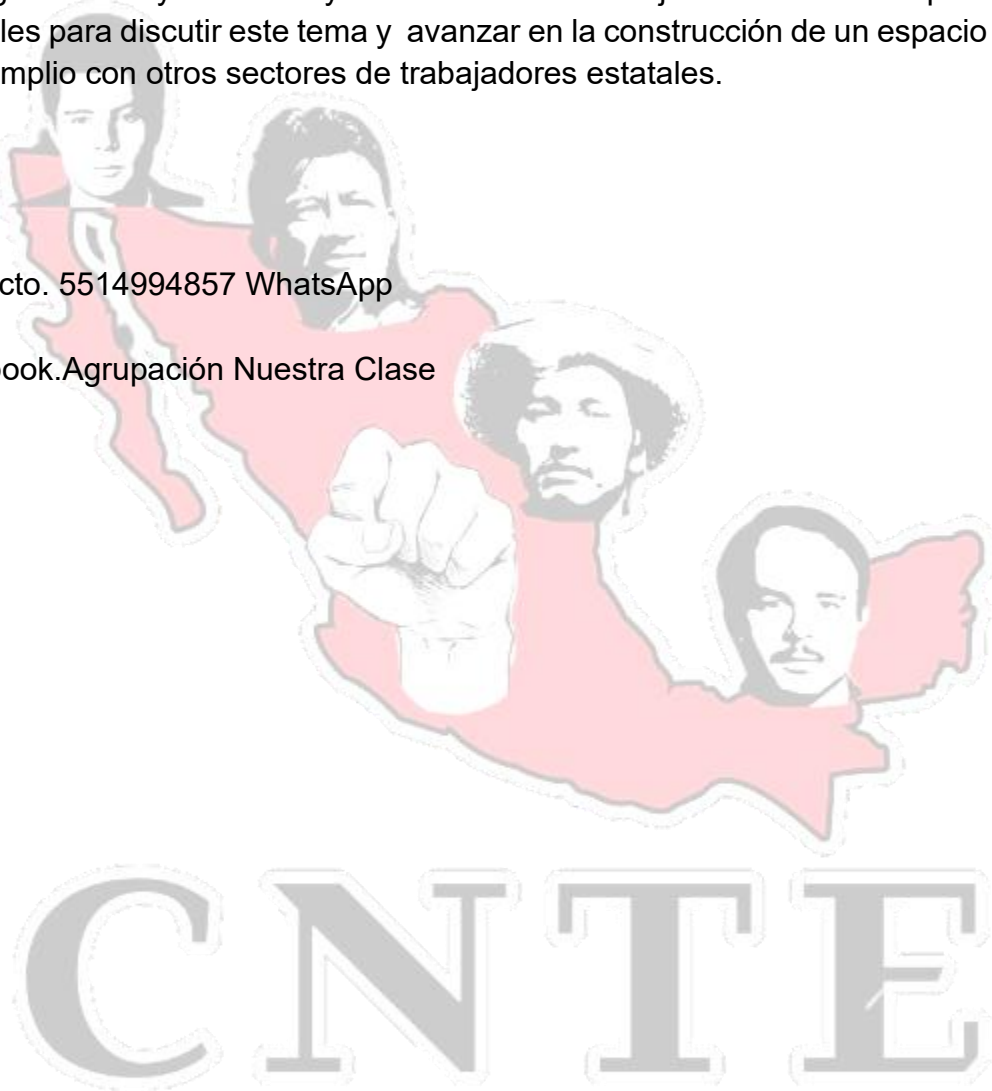 les para discutir este tema y avanzar en la construcción de un espacio
mplio con otros sectores de trabajadores estatales.
cto. 5514994857 WhatsApp
ook.Agrupación Nuestra Clase
CNTE